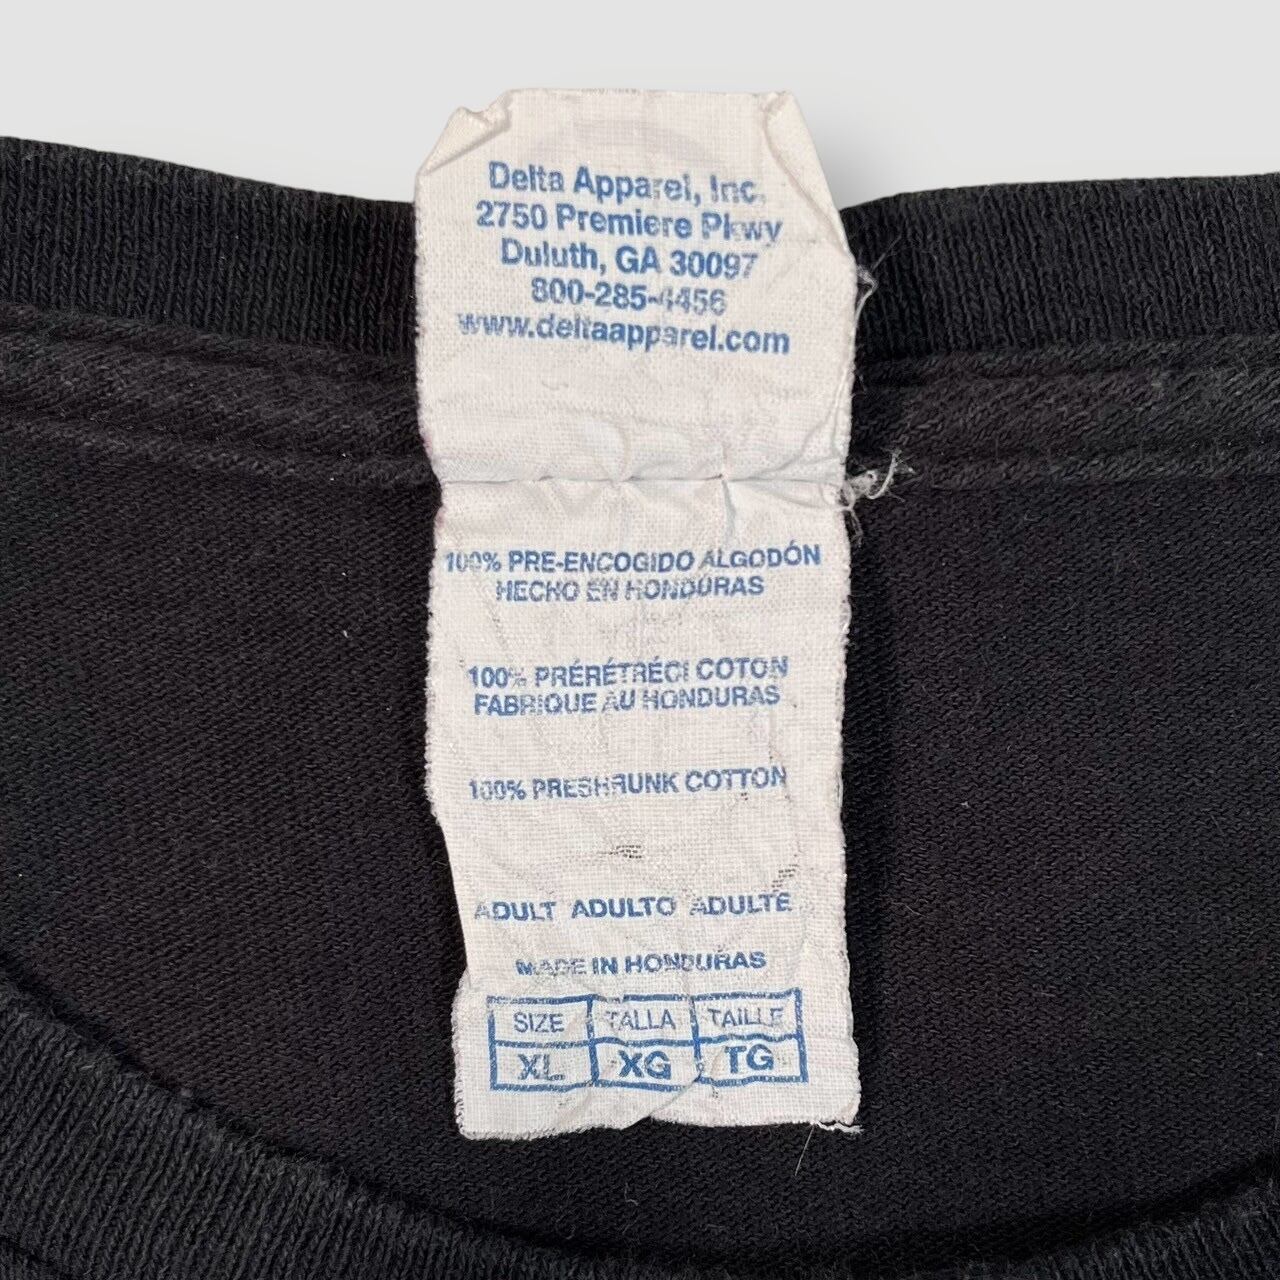 Delta Apparel, Inc.
2750 Premiere Pkwy
Duluth, GA 30097
800-285-4456
www.deltaapparel.com
100% PRE-ENCOGIDO ALGODÓN
HECHO EN HONDURAS
100% PRÉRÉTRÉCI COTON
FABRIQUE AU HONDURAS
100% PRESHRUNK COTTON
ADULT ADULTO ADULTE
MADE IN HONDURAS
SIZE TALLA TAILLE
XL XG TG